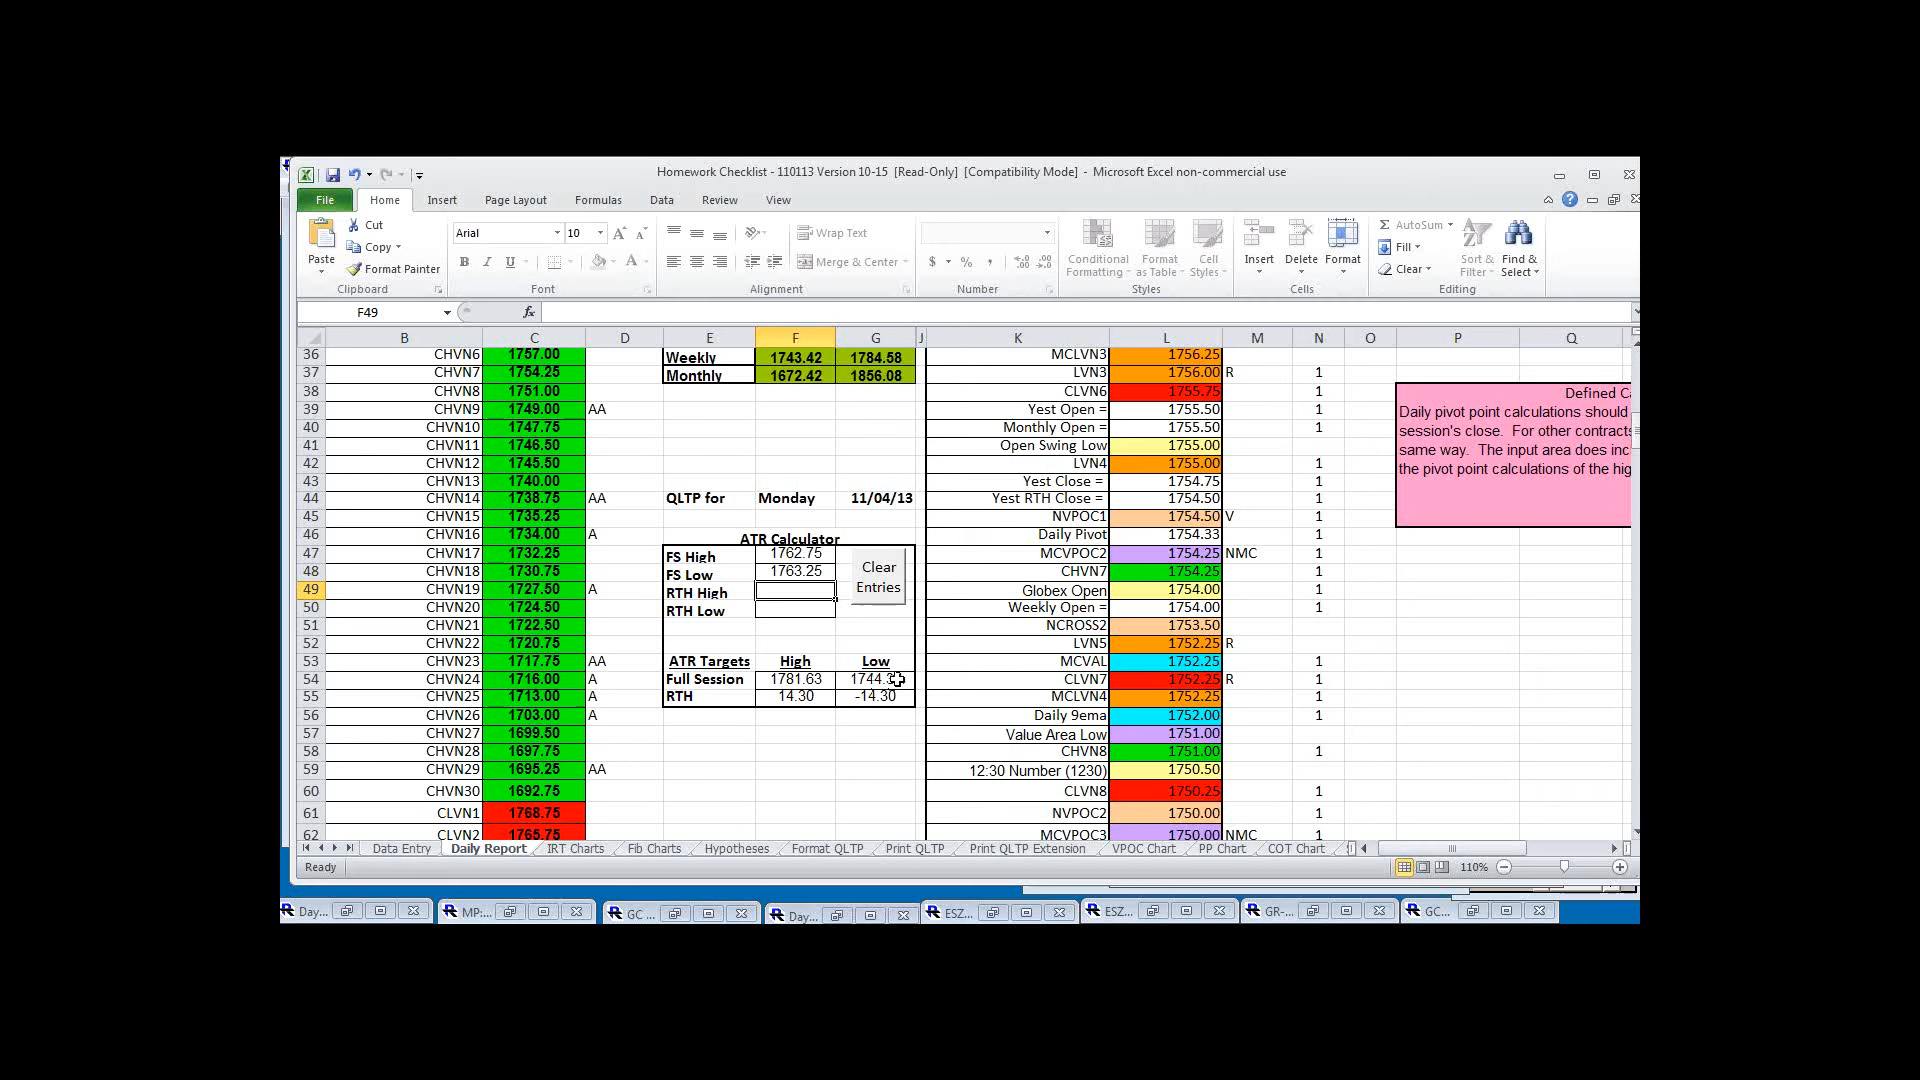 Homework Checklist - 110113 Version 10-15 [Read-Only] [Compatibility Mode] - Microsoft Excel non-commercial use
File Home Insert Page Layout Formulas Data Review View
Cut
Copy
Format Painter
Paste
Clipboard
Arial 10
B I U
Font
Wrap Text
Merge & Center
Alignment
$ % ,
Number
Conditional Formatting
Format as Table
Cell Styles
Styles
Insert Delete Format
Cells
AutoSum
Fill
Clear
Sort & Filter
Find & Select
Editing
F49 fx
B C D E F G J K L M N O P Q
36 CHVN6 1757.00 Weekly 1743.42 1784.58 MCLVN3 1756.25
37 CHVN7 1754.25 Monthly 1672.42 1856.08 LVN3 1756.00 R 1
38 CHVN8 1751.00 CLVN6 1755.75 1
39 CHVN9 1749.00 AA Yest Open = 1755.50 1
40 CHVN10 1747.75 Monthly Open = 1755.50 1
41 CHVN11 1746.50 Open Swing Low 1755.00
42 CHVN12 1745.50 LVN4 1755.00 1
43 CHVN13 1740.00 Yest Close = 1754.75 1
44 CHVN14 1738.75 AA QLTP for Monday 11/04/13 Yest RTH Close = 1754.50 1
45 CHVN15 1735.25 NVPOC1 1754.50 V 1
46 CHVN16 1734.00 A ATR Calculator Daily Pivot 1754.33 1
47 CHVN17 1732.25 FS High 1762.75 MCVPOC2 1754.25 NMC 1
48 CHVN18 1730.75 FS Low 1763.25 CHVN7 1754.25 1
49 CHVN19 1727.50 A RTH High Globex Open 1754.00 1
50 CHVN20 1724.50 RTH Low Weekly Open = 1754.00 1
Clear Entries
51 CHVN21 1722.50 NCROSS2 1753.50
52 CHVN22 1720.75 LVN5 1752.25 R
53 CHVN23 1717.75 AA ATR Targets High Low MCVAL 1752.25 1
54 CHVN24 1716.00 A Full Session 1781.63 1744. CLVN7 1752.25 R 1
55 CHVN25 1713.00 A RTH 14.30 -14.30 MCLVN4 1752.25 1
56 CHVN26 1703.00 A Daily 9ema 1752.00 1
57 CHVN27 1699.50 Value Area Low 1751.00
58 CHVN28 1697.75 CHVN8 1751.00 1
59 CHVN29 1695.25 AA 12:30 Number (1230) 1750.50
60 CHVN30 1692.75 CLVN8 1750.25 1
61 CLVN1 1768.75 NVPOC2 1750.00 1
62 CLVN2 1765.75 MCVPOC3 1750.00 NMC 1
Defined Ca
Daily pivot point calculations should
session's close. For other contracts
same way. The input area does inc
the pivot point calculations of the hig
Data Entry Daily Report IRT Charts Fib Charts Hypotheses Format QLTP Print QLTP Print QLTP Extension VPOC Chart PP Chart COT Chart
Ready 110%
Day... MP:... GC ... Day... ESZ... ESZ... GR-... GC...